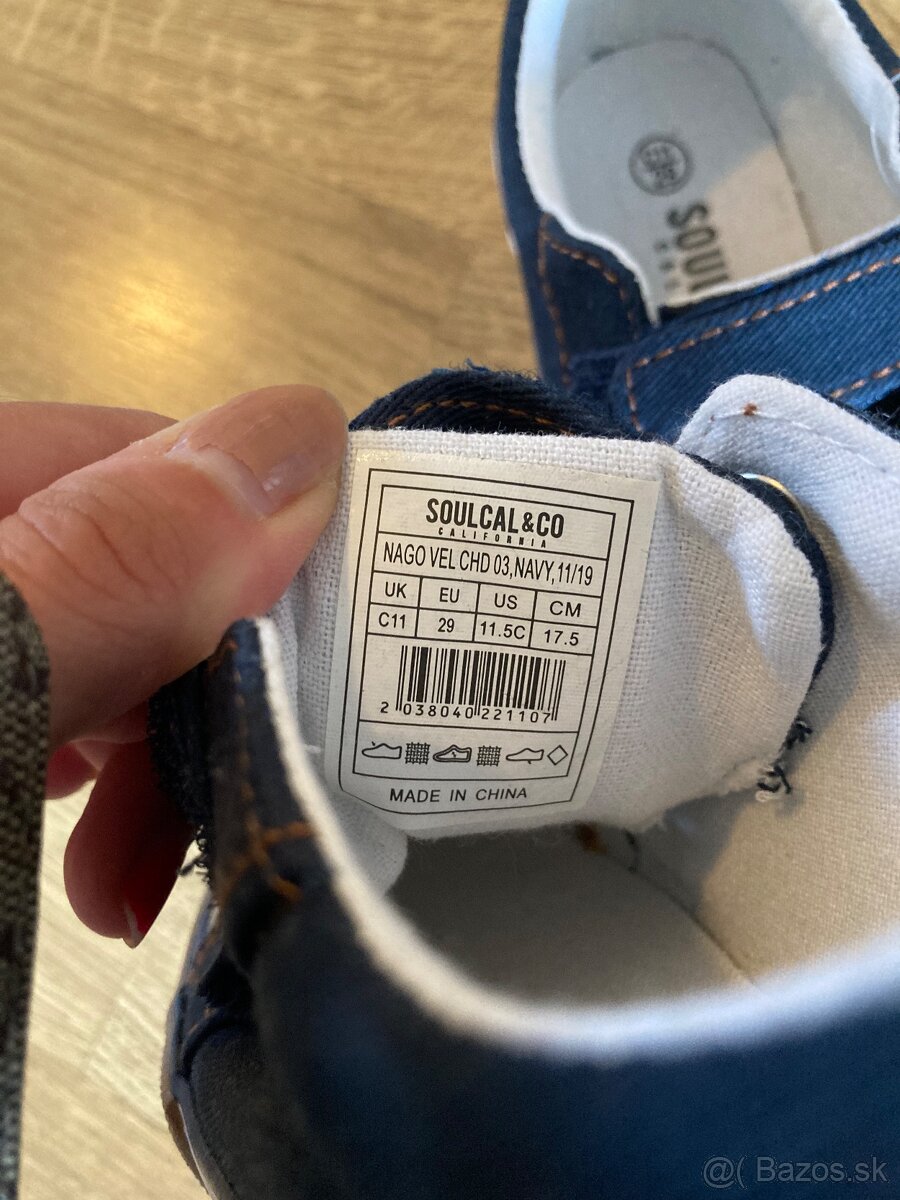 SOUL
SOULCAL&CO
CALIFORNIA
NAGO VEL CHD 03,NAVY,11/19
UK EU US CM
C11 29 11.5C 17.5
2 038040 221107
MADE IN CHINA
@( Bazos.sk